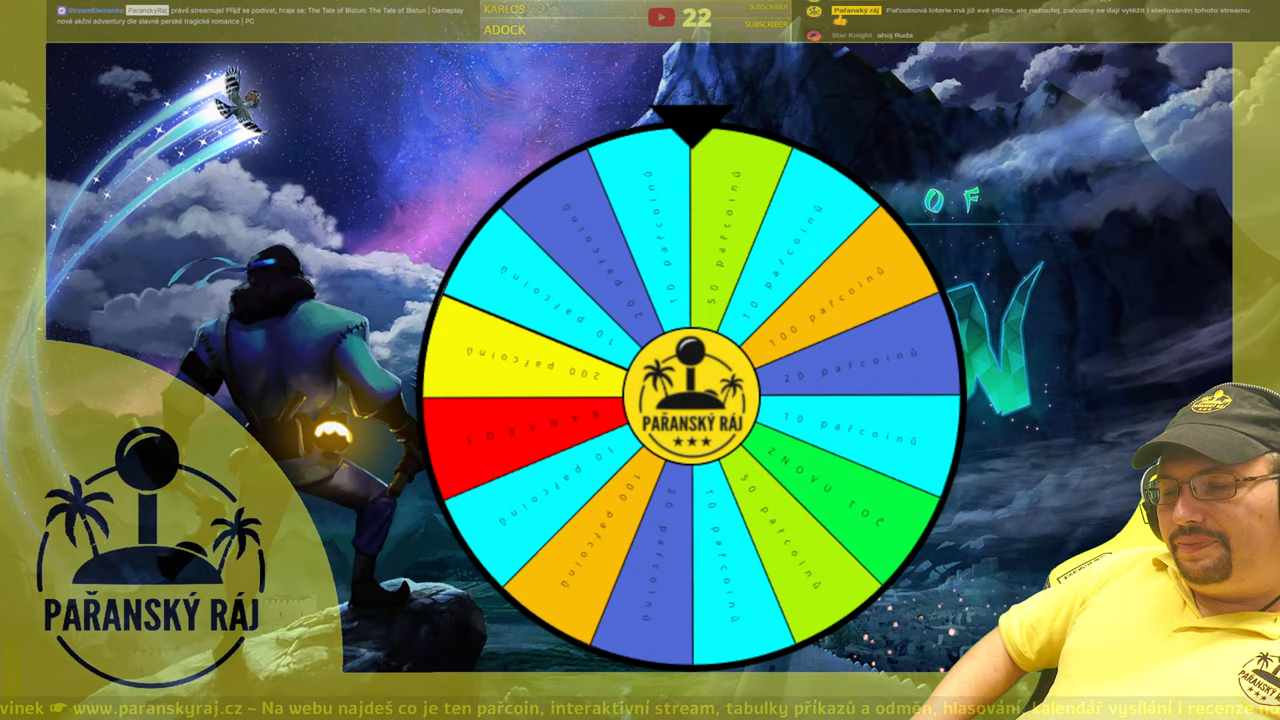 StreamElements: ParanskyRaj právě streamuje! Přijď se podívat, hraje se: The Tale of Bistun: The Tale of Bistun | Gameplay
nové akční adventury dle slavné perské tragické romance | PC
KARLOS
ADOCK
SUBSCRIBER
22
SUBSCRIBER
Pařanský ráj Pařcoinová loterie má již své vítěze, ale nezoufej, pařcoiny se dají vytěžit i sledováním tohoto streamu
Star Knight ahoj Ruda
OF
N
50 pařcoinů
10 pařcoinů
100 pařcoinů
20 pařcoinů
10 pařcoinů
ZNOVU TOČ
50 pařcoinů
10 pařcoinů
20 pařcoinů
100 pařcoinů
10 pařcoinů
BANKROT
200 pařcoinů
10 pařcoinů
20 pařcoinů
10 pařcoinů
PAŘANSKÝ RÁJ
PAŘANSKÝ RÁJ
vinek www.paranskyraj.cz ~ Na webu najdeš co je ten pařcoin, interaktivní stream, tabulky příkazů a odměn, hlasování, kalendář vysílání i recenze